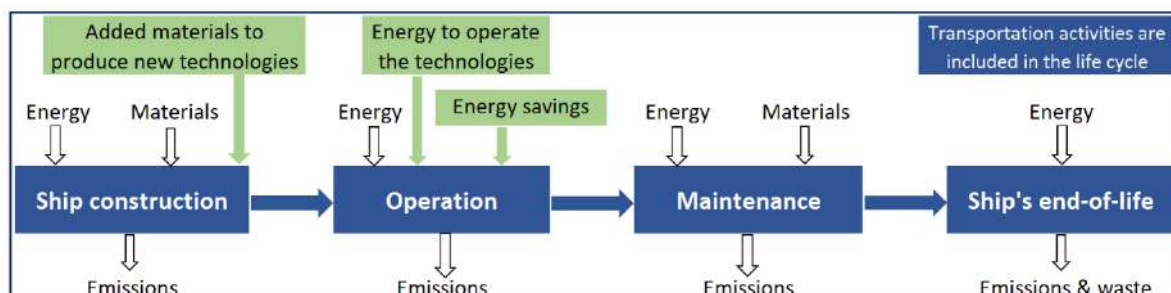 Added materials to
produce new technologies
Energy to operate
the technologies
Transportation activities are
included in the life cycle
Energy savings
Energy
Materials
Energy
Energy
Materials
Energy
Ship construction
Operation
Maintenance
Ship's end-of-life
Emissions
Emissions
Emissions
Emissions & waste